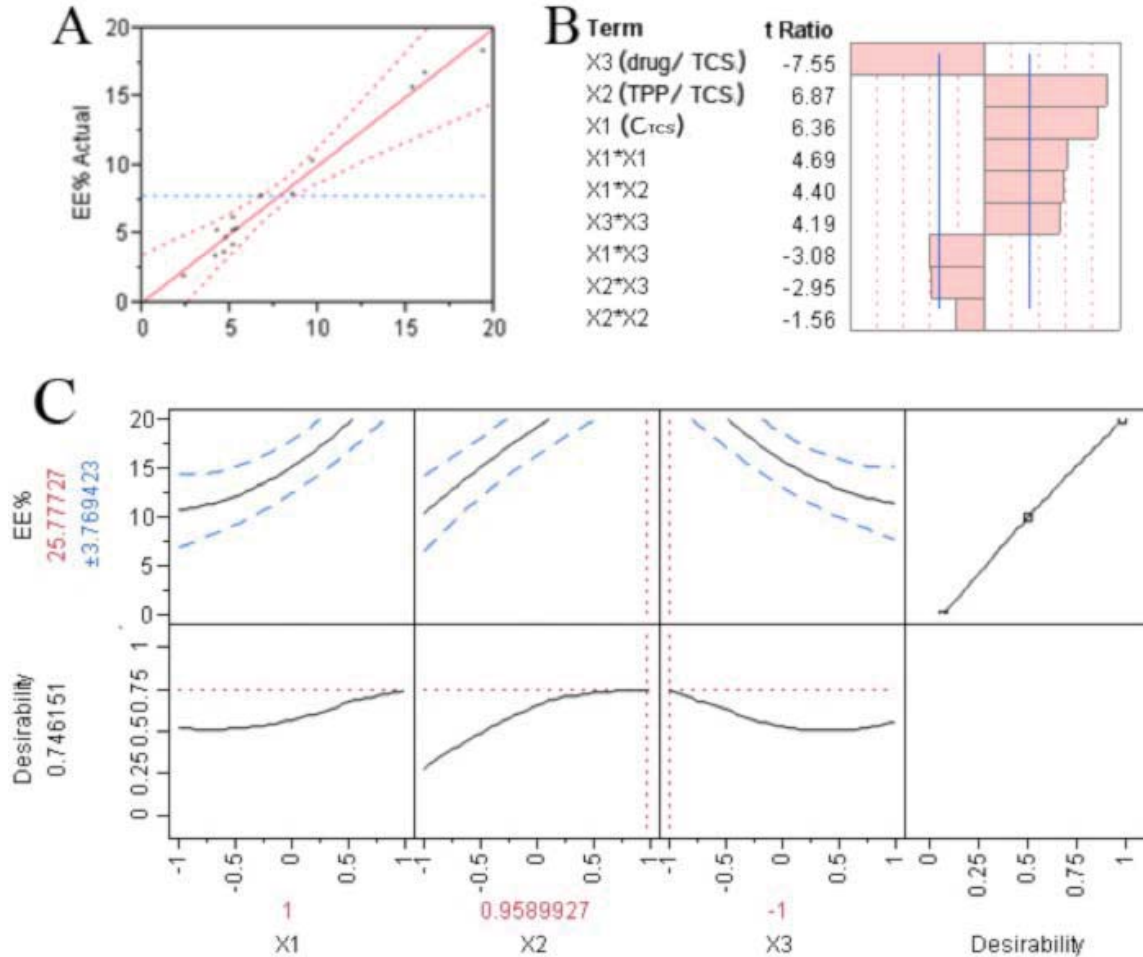 A
20
15
10
5
0
EE% Actual
0 5 10 15 20
B
Term t Ratio
X3 (drug/ TCS) -7.55
X2 (TPP/ TCS) 6.87
X1 (CTCS) 6.36
X1*X1 4.69
X1*X2 4.40
X3*X3 4.19
X1*X3 -3.08
X2*X3 -2.95
X2*X2 -1.56
C
EE%
25.77727
±3.769423
20
15
10
5
0
Desirability
0.746151
1
0.75
0.5
0.25
0
-1 -0.5 0 0.5 1
-1 -0.5 0 0.5 1
-1 -0.5 0 0.5 1
0 0.25 0.5 0.75 1
1 0.9589927 -1
X1 X2 X3 Desirability